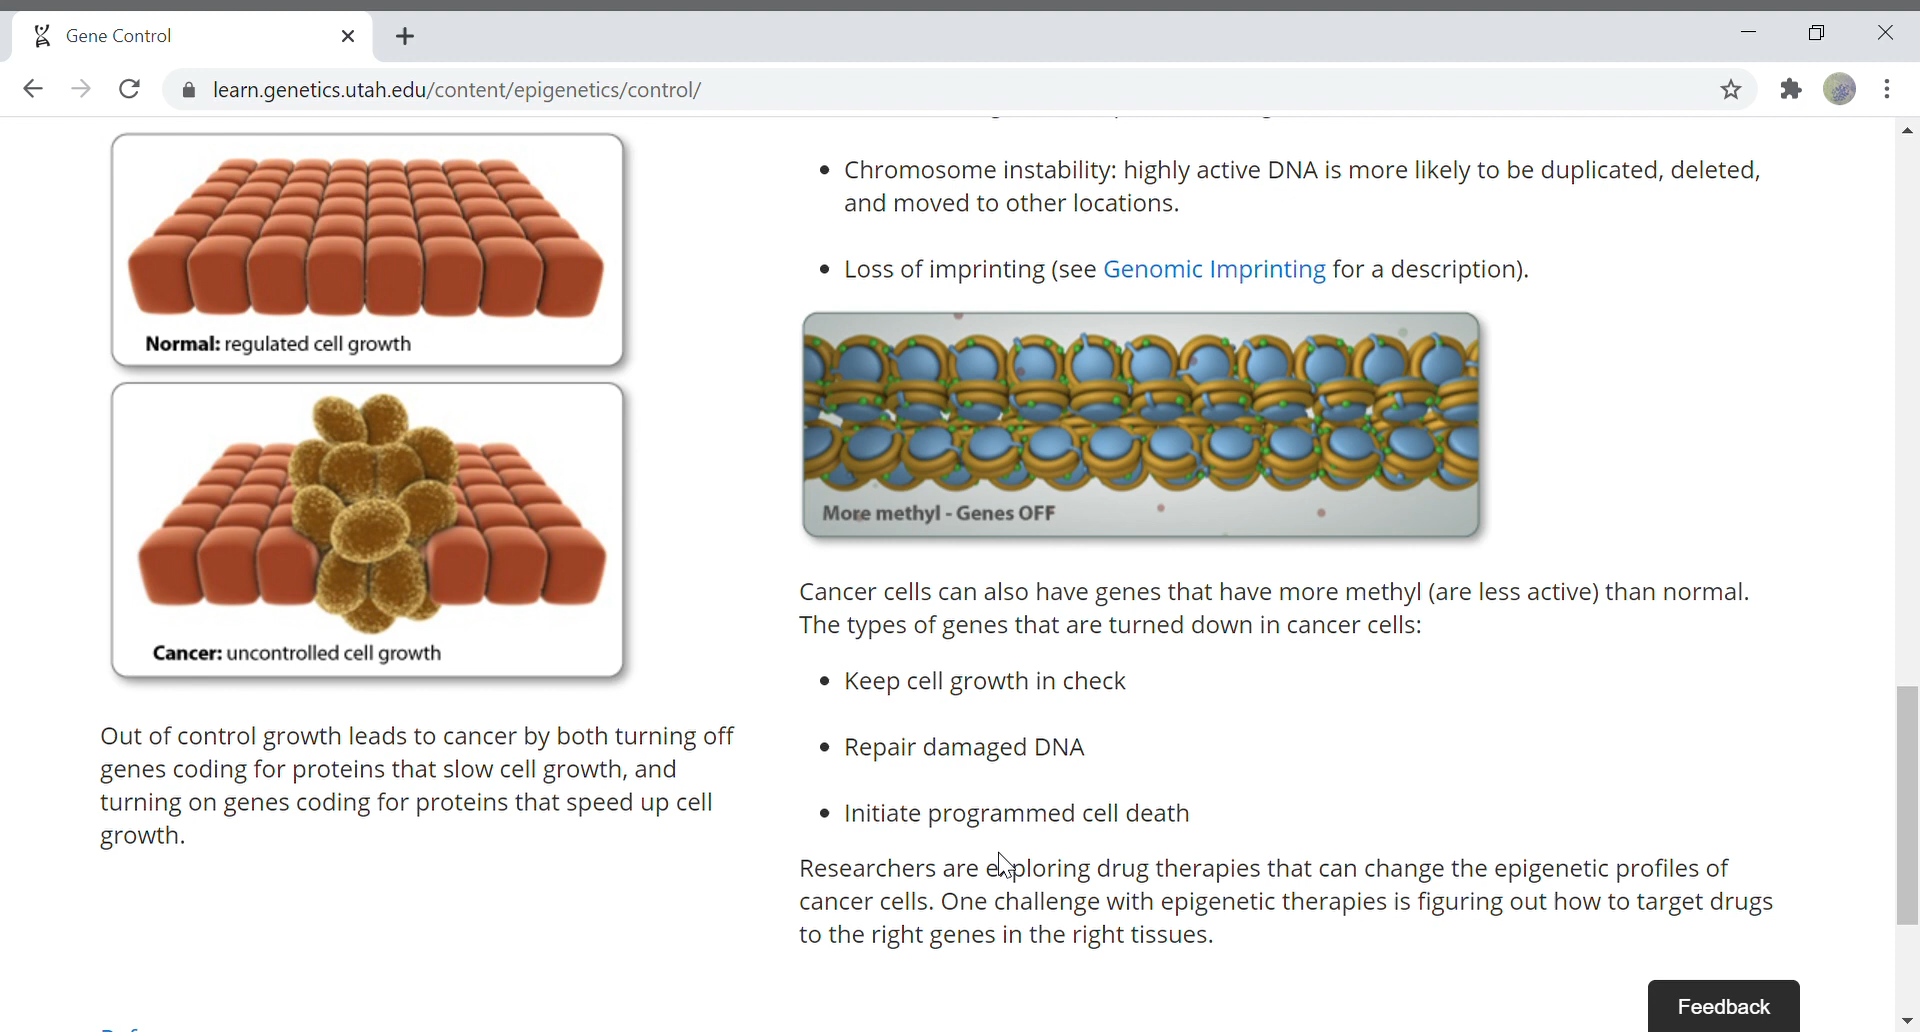 Gene Control
learn.genetics.utah.edu/content/epigenetics/control/
Normal: regulated cell growth
Cancer: uncontrolled cell growth
Out of control growth leads to cancer by both turning off
genes coding for proteins that slow cell growth, and
turning on genes coding for proteins that speed up cell
growth.
• Chromosome instability: highly active DNA is more likely to be duplicated, deleted,
and moved to other locations.
• Loss of imprinting (see Genomic Imprinting for a description).
More methyl - Genes OFF
Cancer cells can also have genes that have more methyl (are less active) than normal.
The types of genes that are turned down in cancer cells:
• Keep cell growth in check
• Repair damaged DNA
• Initiate programmed cell death
Researchers are exploring drug therapies that can change the epigenetic profiles of
cancer cells. One challenge with epigenetic therapies is figuring out how to target drugs
to the right genes in the right tissues.
Feedback